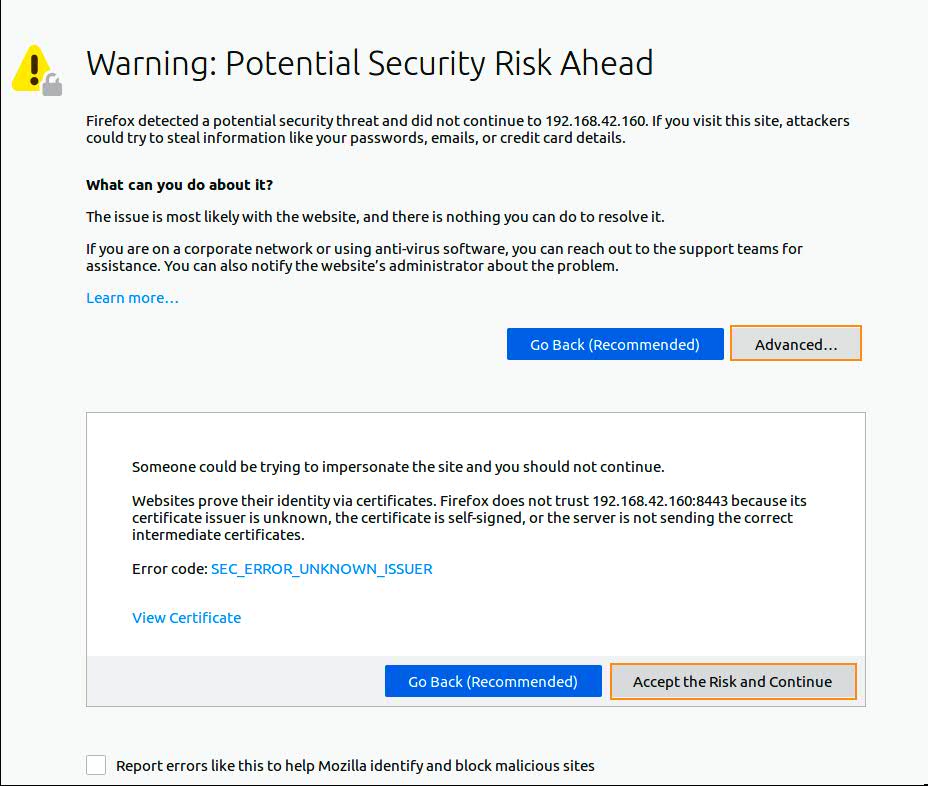 Warning: Potential Security Risk Ahead
Firefox detected a potential security threat and did not continue to 192.168.42.160. If you visit this site, attackers
could try to steal information like your passwords, emails, or credit card details.
What can you do about it?
The issue is most likely with the website, and there is nothing you can do to resolve it.
If you are on a corporate network or using anti-virus software, you can reach out to the support teams for
assistance. You can also notify the website’s administrator about the problem.
Learn more…
Go Back (Recommended) Advanced…
Someone could be trying to impersonate the site and you should not continue.
Websites prove their identity via certificates. Firefox does not trust 192.168.42.160:8443 because its
certificate issuer is unknown, the certificate is self-signed, or the server is not sending the correct
intermediate certificates.
Error code: SEC_ERROR_UNKNOWN_ISSUER
View Certificate
Go Back (Recommended) Accept the Risk and Continue
Report errors like this to help Mozilla identify and block malicious sites